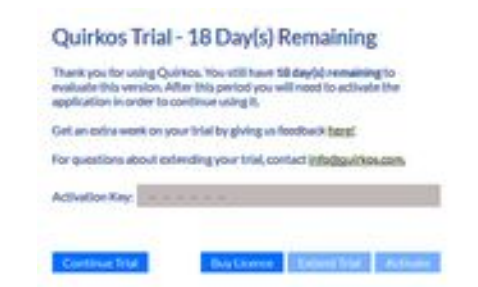 Quirkos Trial - 18 Day(s) Remaining
Thank you for using Quirkos. You still have 18 day(s) remaining to
evaluate this version. After this period you will need to activate the
application in order to continue using it.
Get an extra week on your trial by giving us feedback here!
For questions about extending your trial, contact info@quirkos.com.
Activation Key: - - - - - -
Continue Trial
Buy Licence
Extend Trial
Activate